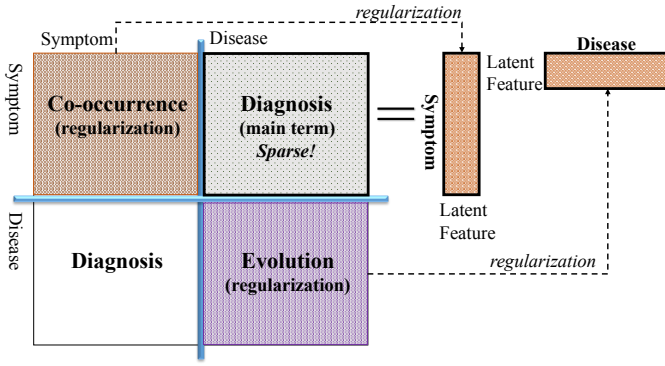 regularization
Symptom
Disease
Symptom
Co-occurrence
(regularization)
Diagnosis
(main term)
Sparse!
=
Symptom
Latent
Feature
Latent
Feature
Disease
Disease
Diagnosis
Evolution
(regularization)
regularization